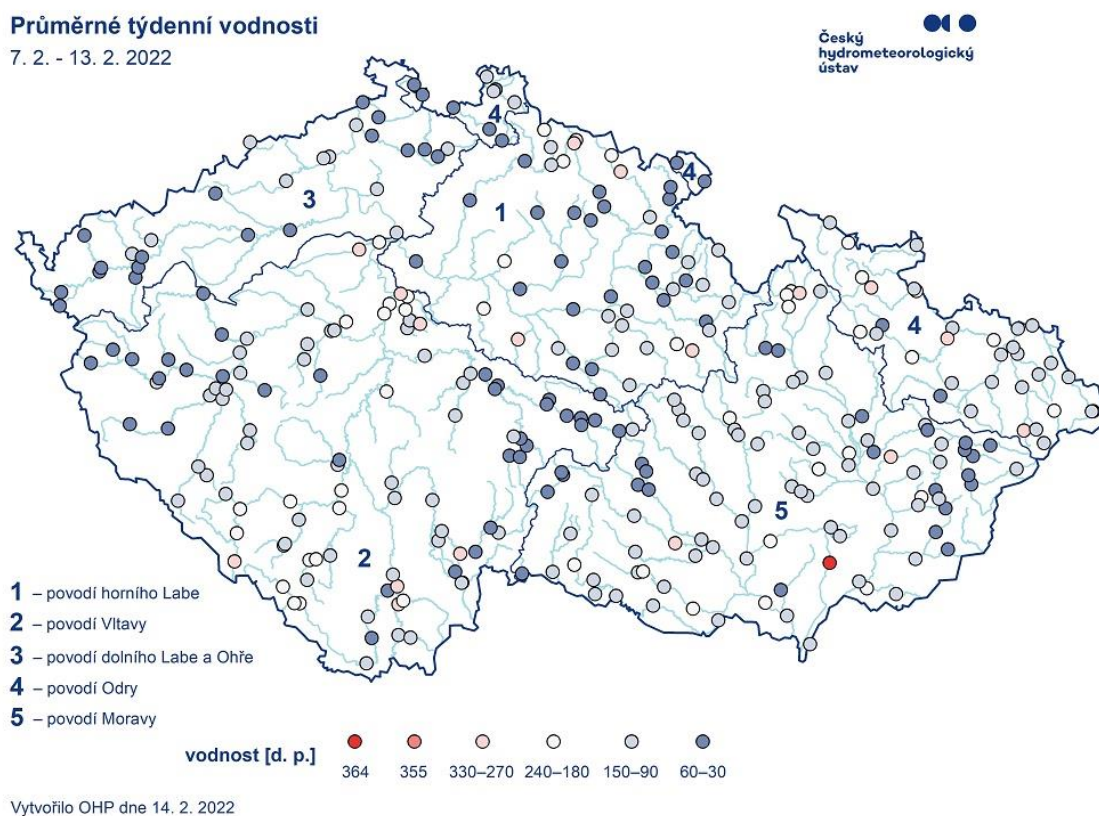 Průměrné týdenní vodnosti
7. 2. - 13. 2. 2022
Český
hydrometeorologický
ústav
4
4
3
1
4
5
2
1 – povodí horního Labe
2 – povodí Vltavy
3 – povodí dolního Labe a Ohře
4 – povodí Odry
5 – povodí Moravy
vodnost [d. p.]
364 355 330–270 240–180 150–90 60–30
Vytvořilo OHP dne 14. 2. 2022